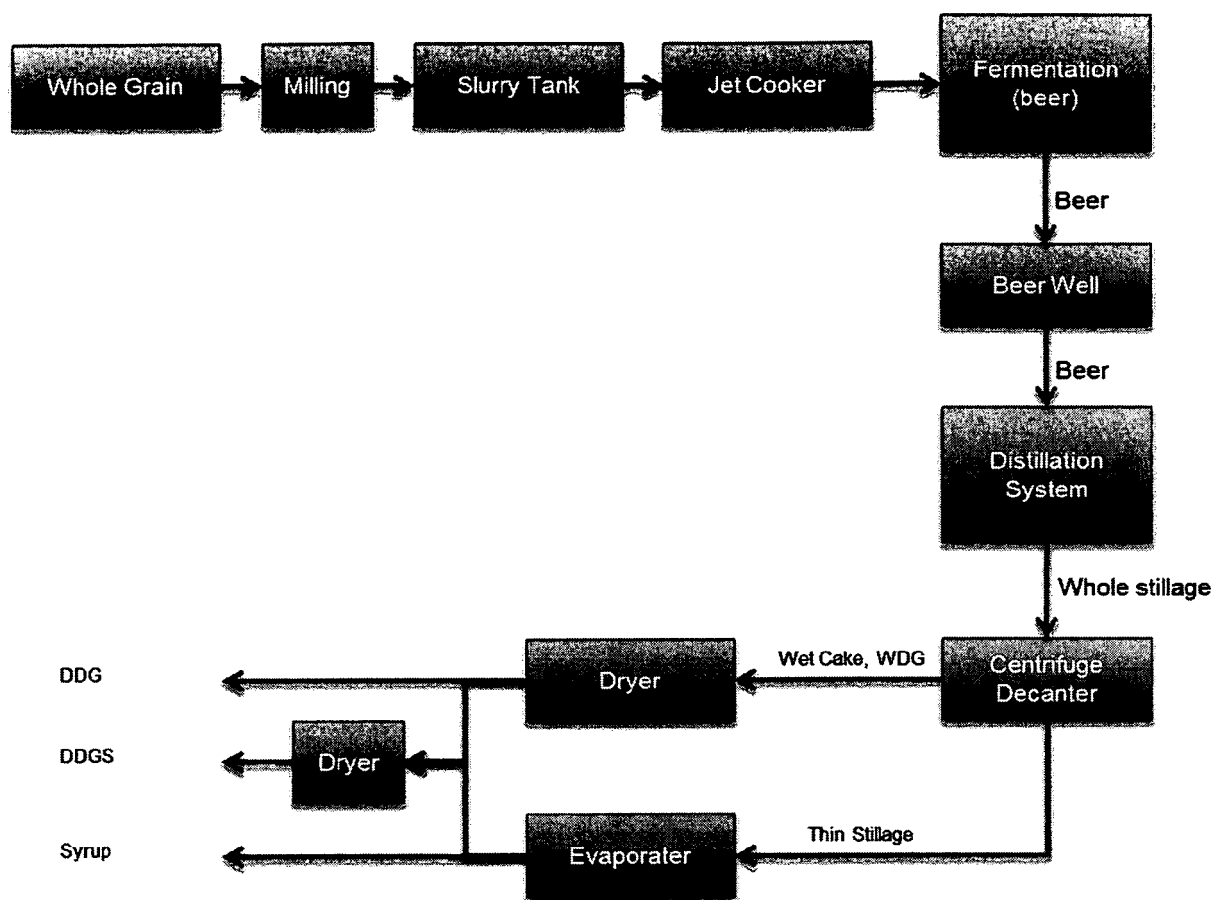 Whole Grain
Milling
Slurry Tank
Jet Cooker
Fermentation
(beer)
Beer
Beer Well
Beer
Distillation
System
Whole stillage
Centrifuge
Decanter
Wet Cake, WDG
Dryer
DDG
Dryer
DDGS
Thin Stillage
Evaporater
Syrup